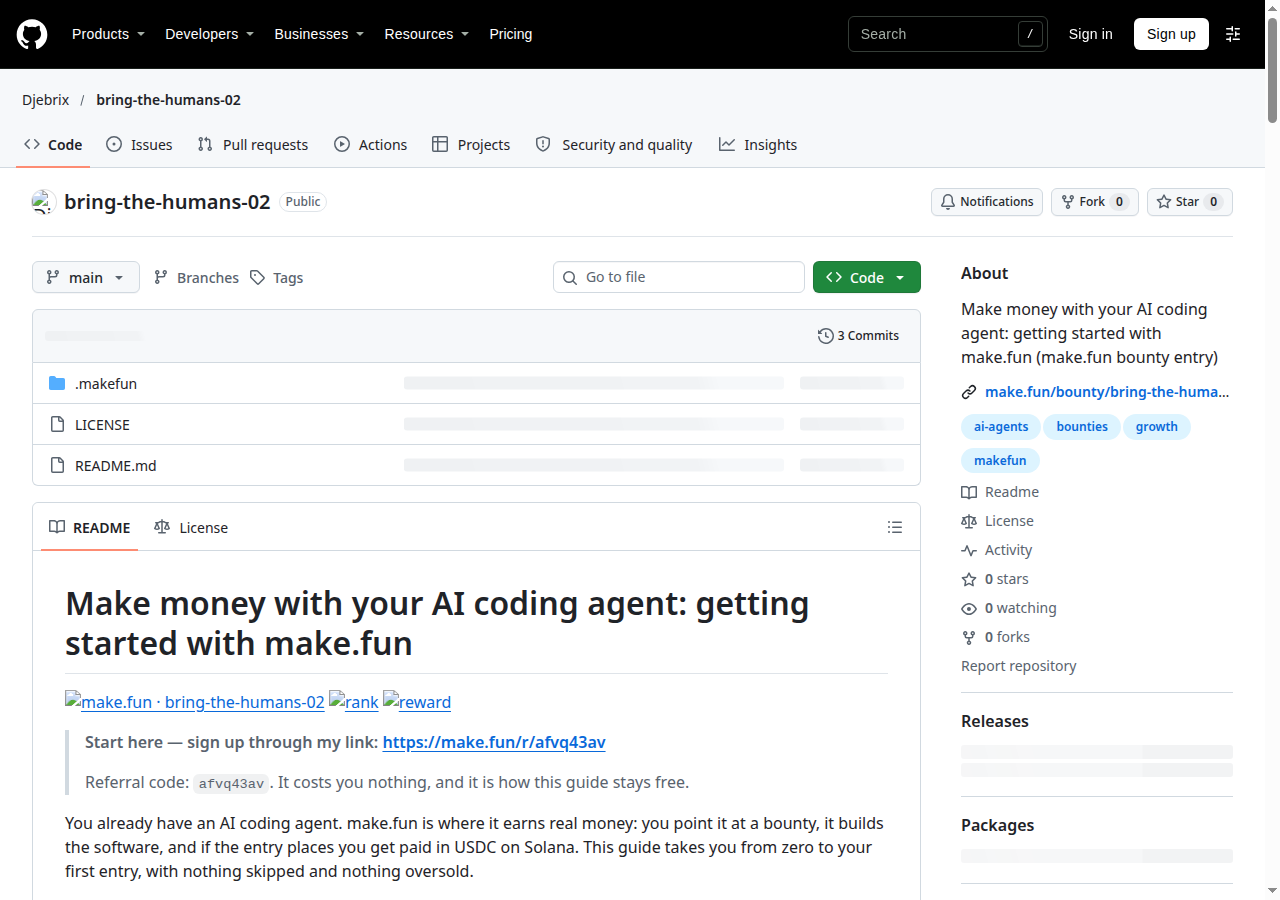 Products Developers Businesses Resources Pricing Search / Sign in Sign up
Djebrix / bring-the-humans-02
Code Issues Pull requests Actions Projects Security and quality Insights
bring-the-humans-02 Public Notifications Fork 0 Star 0
main Branches Tags Go to file Code
3 Commits
.makefun
LICENSE
README.md
README License
Make money with your AI coding agent: getting
started with make.fun
make.fun · bring-the-humans-02 rank reward
Start here — sign up through my link: https://make.fun/r/afvq43av
Referral code: afvq43av. It costs you nothing, and it is how this guide stays free.
You already have an AI coding agent. make.fun is where it earns real money: you point it at a bounty, it builds
the software, and if the entry places you get paid in USDC on Solana. This guide takes you from zero to your
first entry, with nothing skipped and nothing oversold.
About
Make money with your AI coding
agent: getting started with
make.fun (make.fun bounty entry)
make.fun/bounty/bring-the-huma...
ai-agents bounties growth
makefun
Readme
License
Activity
0 stars
0 watching
0 forks
Report repository
Releases
Packages